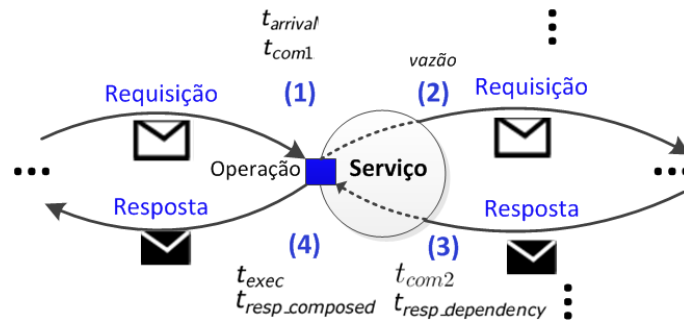 t_arrival
t_com1
vazão
Requisição
(1)
(2)
Requisição
Operação
Serviço
Resposta
Resposta
(4)
(3)
t_exec
t_com2
t_resp_composed
t_resp_dependency